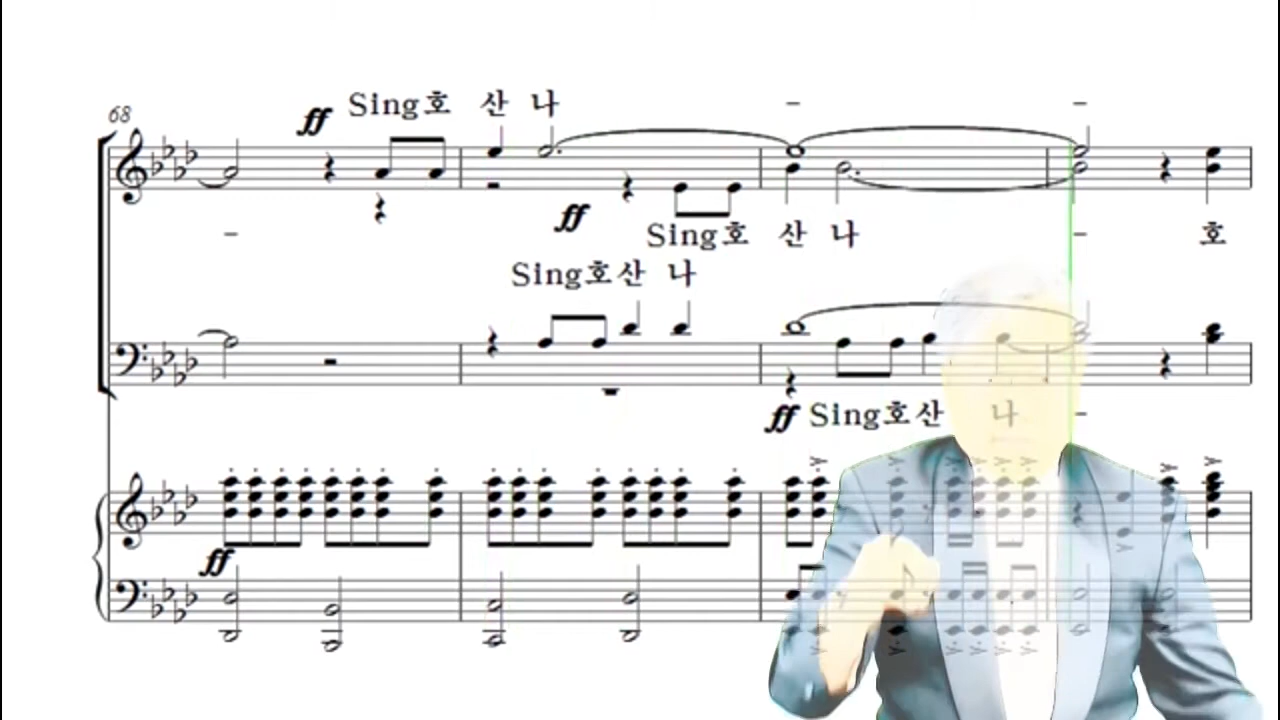 68
ff Sing호 산 나 - -
ff
- Sing호 산 나 - 호
Sing호산 나
ff Sing호산 나 -
ff